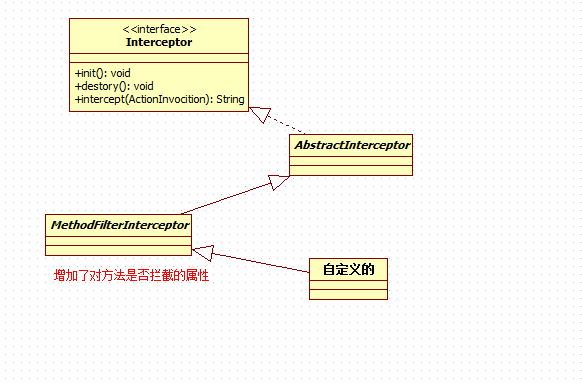 <<interface>>
Interceptor
+init(): void
+destory(): void
+intercept(ActionInvocition): String
AbstractInterceptor
MethodFilterInterceptor
自定义的
增加了对方法是否拦截的属性